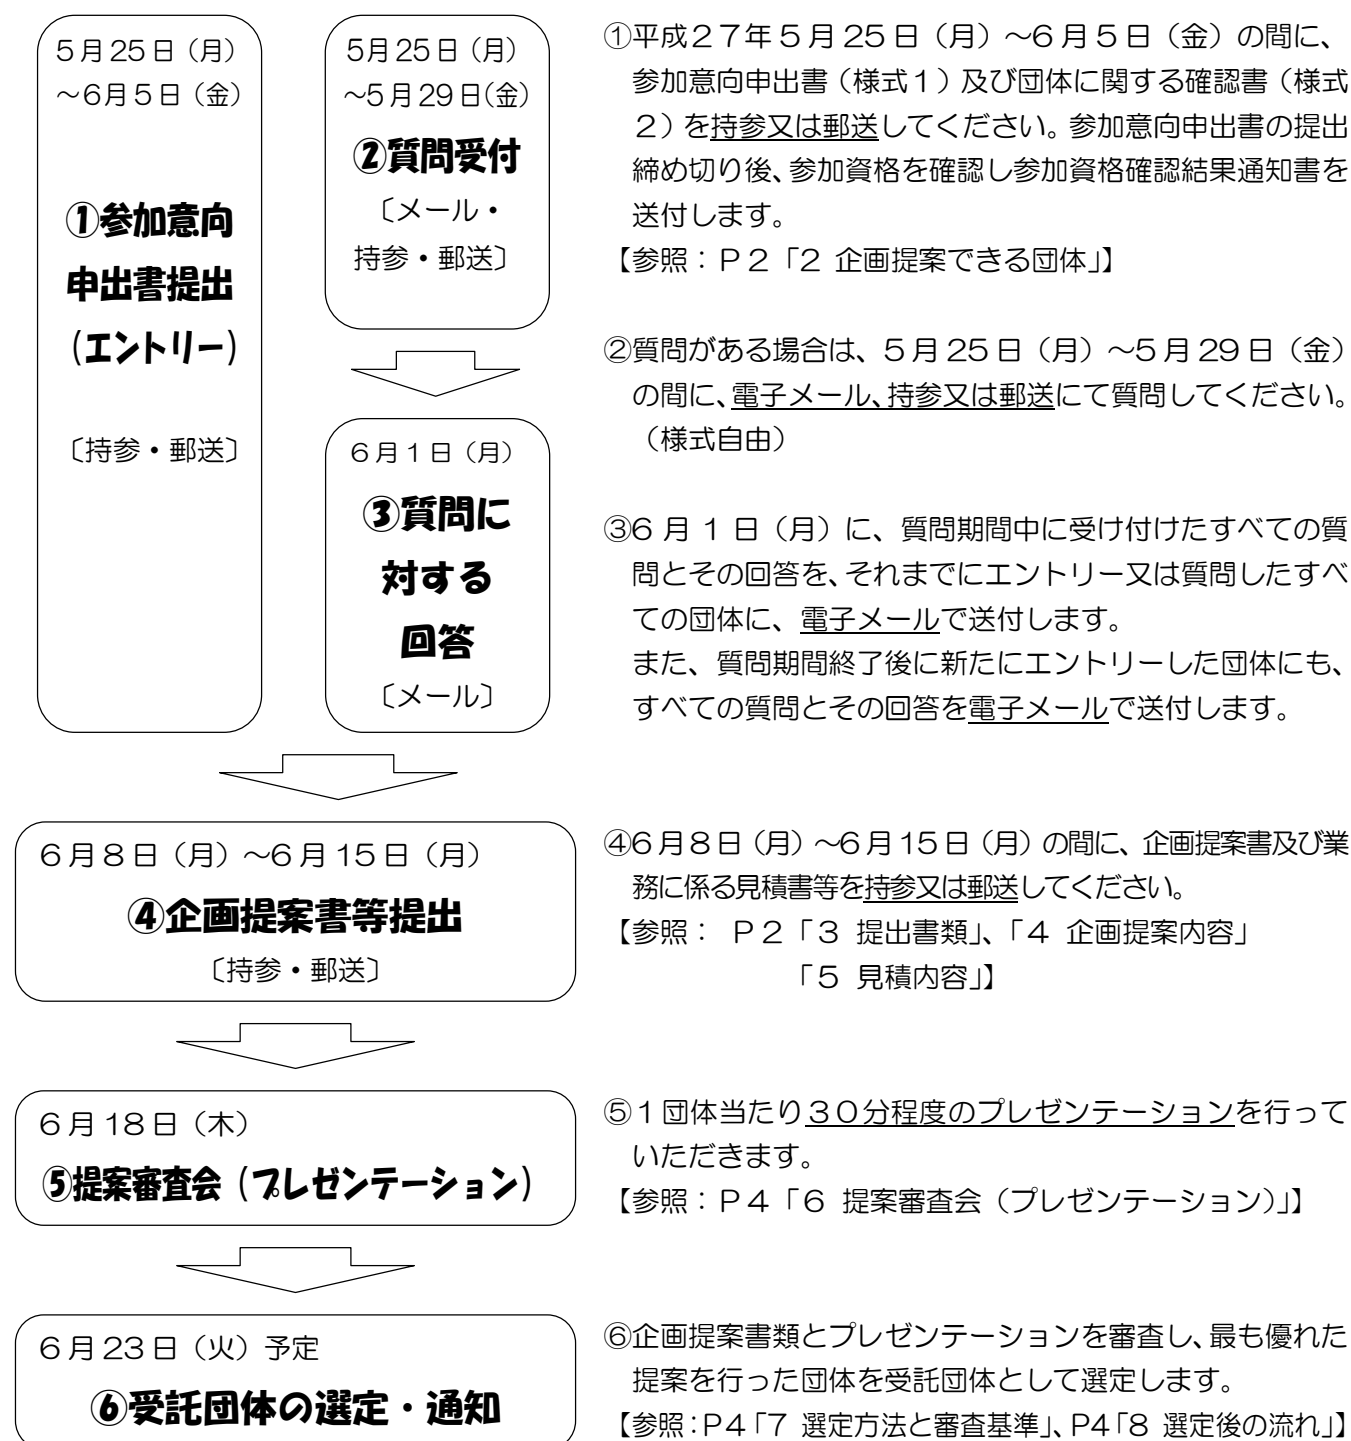 5月25日（月）
～6月5日（金）
①参加意向
申出書提出
（エントリー）
〔持参・郵送〕
5月25日（月）
～5月29日（金）
②質問受付
〔メール・
持参・郵送〕
6月1日（月）
③質問に
対する
回答
〔メール〕
6月8日（月）～6月15日（月）
④企画提案書等提出
〔持参・郵送〕
6月18日（木）
⑤提案審査会（プレゼンテーション）
6月23日（火）予定
⑥受託団体の選定・通知
①平成２７年５月25日（月）～6月5日（金）の間に、
参加意向申出書（様式１）及び団体に関する確認書（様式
２）を持参又は郵送してください。参加意向申出書の提出
締め切り後、参加資格を確認し参加資格確認結果通知書を
送付します。
【参照：Ｐ２「２ 企画提案できる団体」】
②質問がある場合は、５月25日（月）～5月29日（金）
の間に、電子メール、持参又は郵送にて質問してください。
（様式自由）
③6月1日（月）に、質問期間中に受け付けたすべての質
問とその回答を、それまでにエントリー又は質問したすべ
ての団体に、電子メールで送付します。
また、質問期間終了後に新たにエントリーした団体にも、
すべての質問とその回答を電子メールで送付します。
④6月8日（月）～6月15日（月）の間に、企画提案書及び業
務に係る見積書等を持参又は郵送してください。
【参照： Ｐ２「３ 提出書類」、「４ 企画提案内容」
「５ 見積内容」】
⑤１団体当たり３０分程度のプレゼンテーションを行って
いただきます。
【参照：Ｐ４「６ 提案審査会（プレゼンテーション）」】
⑥企画提案書類とプレゼンテーションを審査し、最も優れた
提案を行った団体を受託団体として選定します。
【参照：P4「7 選定方法と審査基準」、P4「8 選定後の流れ」】